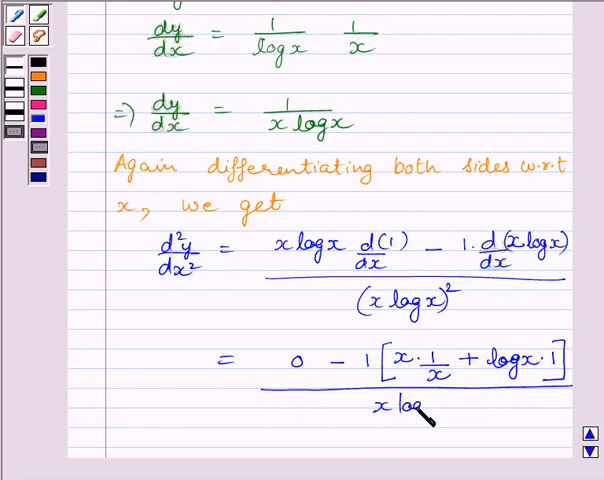 dy/dx = 1/log x 1/x
=) dy/dx = 1/x log x
Again differentiating both sides w.r.t
x, we get
d²y/dx² = x log x d(1)/dx − 1. d/dx (x log x) / (x log x)²
= 0 − 1 [x · 1/x + log x · 1] / x log